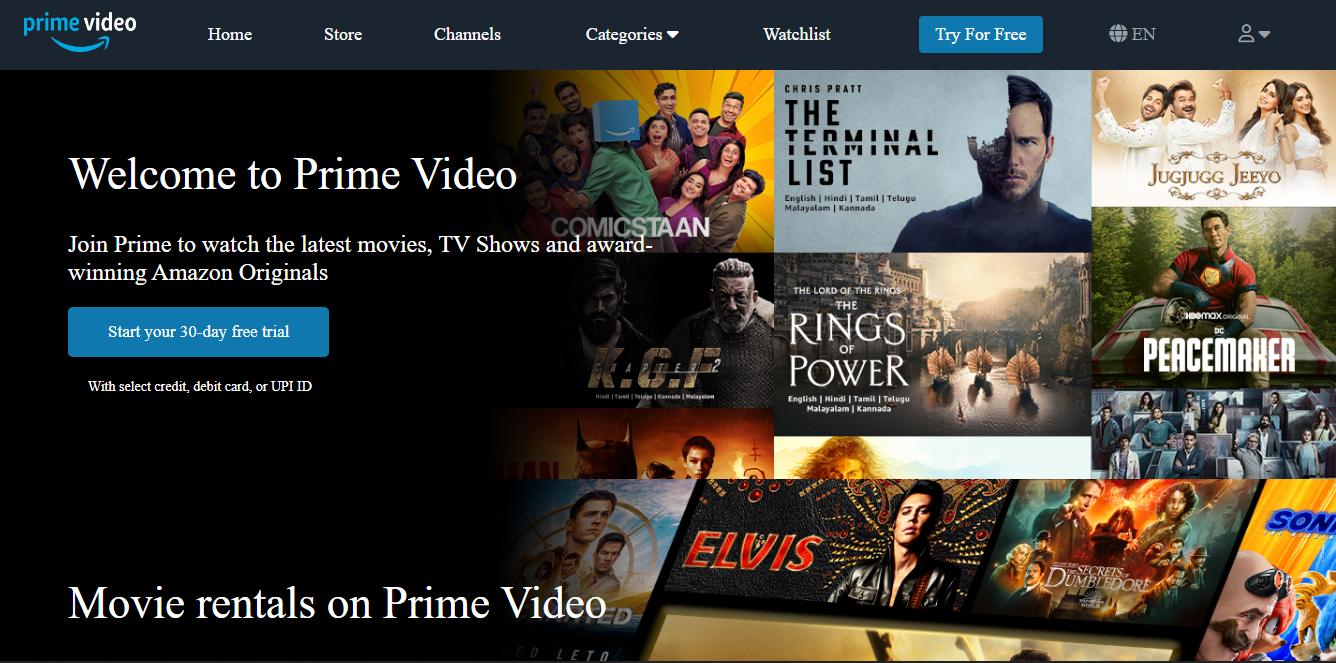 prime video
Home
Store
Channels
Categories
Watchlist
Try For Free
EN
Welcome to Prime Video
Join Prime to watch the latest movies, TV Shows and award-
winning Amazon Originals
Start your 30-day free trial
With select credit, debit card, or UPI ID
COMICSTAAN
CHRIS PRATT
THE
TERMINAL
LIST
English | Hindi | Tamil | Telugu
Malayalam | Kannada
JUGJUGG JEEYO
K.G.F
CHAPTER 2
Hindi | Tamil | Telugu | Kannada | Malayalam
THE LORD OF THE RINGS
THE
RINGS
OF
POWER
English | Hindi | Tamil | Telugu
Malayalam | Kannada
HBOMAX ORIGINAL
DC
PEACEMAKER
MAN
Movie rentals on Prime Video
ELVIS
THE SECRETS OF
DUMBLEDORE
SON